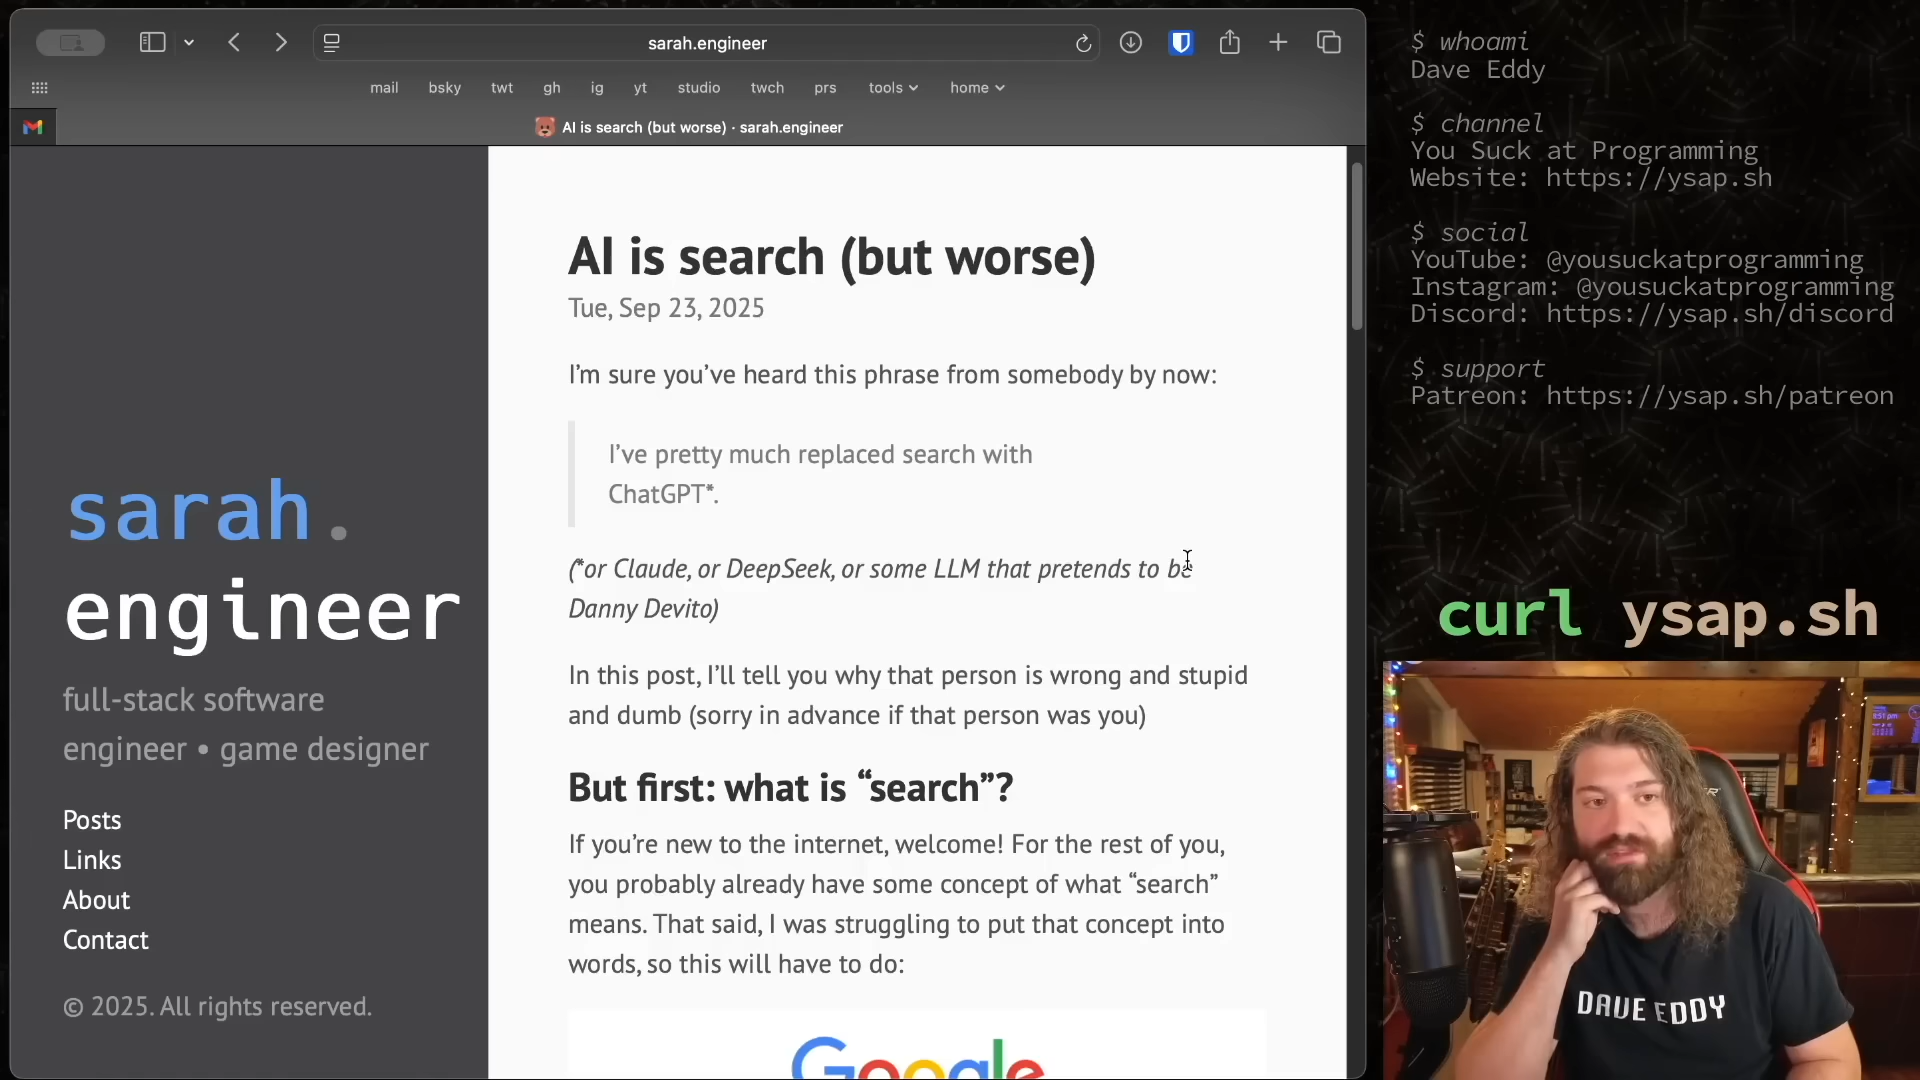 sarah.engineer
mail bsky twt gh ig yt studio twch prs tools home
AI is search (but worse) · sarah.engineer
sarah.
engineer
full-stack software
engineer • game designer
Posts
Links
About
Contact
© 2025. All rights reserved.
AI is search (but worse)
Tue, Sep 23, 2025
I’m sure you’ve heard this phrase from somebody by now:
I’ve pretty much replaced search with
ChatGPT*.
(*or Claude, or DeepSeek, or some LLM that pretends to be
Danny Devito)
In this post, I’ll tell you why that person is wrong and stupid
and dumb (sorry in advance if that person was you)
But first: what is “search”?
If you’re new to the internet, welcome! For the rest of you,
you probably already have some concept of what “search”
means. That said, I was struggling to put that concept into
words, so this will have to do:
Google
$ whoami
Dave Eddy
$ channel
You Suck at Programming
Website: https://ysap.sh
$ social
YouTube: @yousuckatprogramming
Instagram: @yousuckatprogramming
Discord: https://ysap.sh/discord
$ support
Patreon: https://ysap.sh/patreon
curl ysap.sh
DAVE EDDY